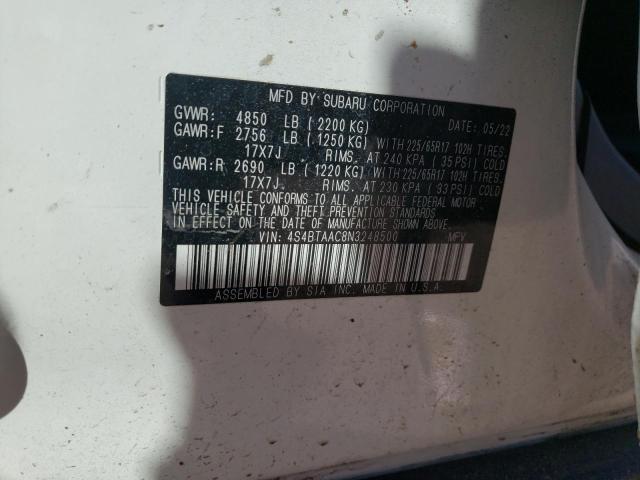 MFD BY SUBARU CORPORATION
GVWR: 4850 LB (2200 KG) DATE: 05/22
GAWR:F 2756 LB (1250 KG) WITH 225/65R17 102H TIRES.
17X7J RIMS. AT 240 KPA (35 PSI) COLD
GAWR:R 2690 LB (1220 KG) WITH 225/65R17 102H TIRES.
17X7J RIMS. AT 230 KPA (33 PSI) COLD
THIS VEHICLE CONFORMS TO ALL APPLICABLE FEDERAL MOTOR
VEHICLE SAFETY AND THEFT PREVENTION STANDARDS
IN EFFECT ON THE DATE OF MANUFACTURE SHOWN ABOVE.
VIN: 4S4BTAAC8N3248500 MPV
ASSEMBLED BY SIA INC. MADE IN U.S.A.